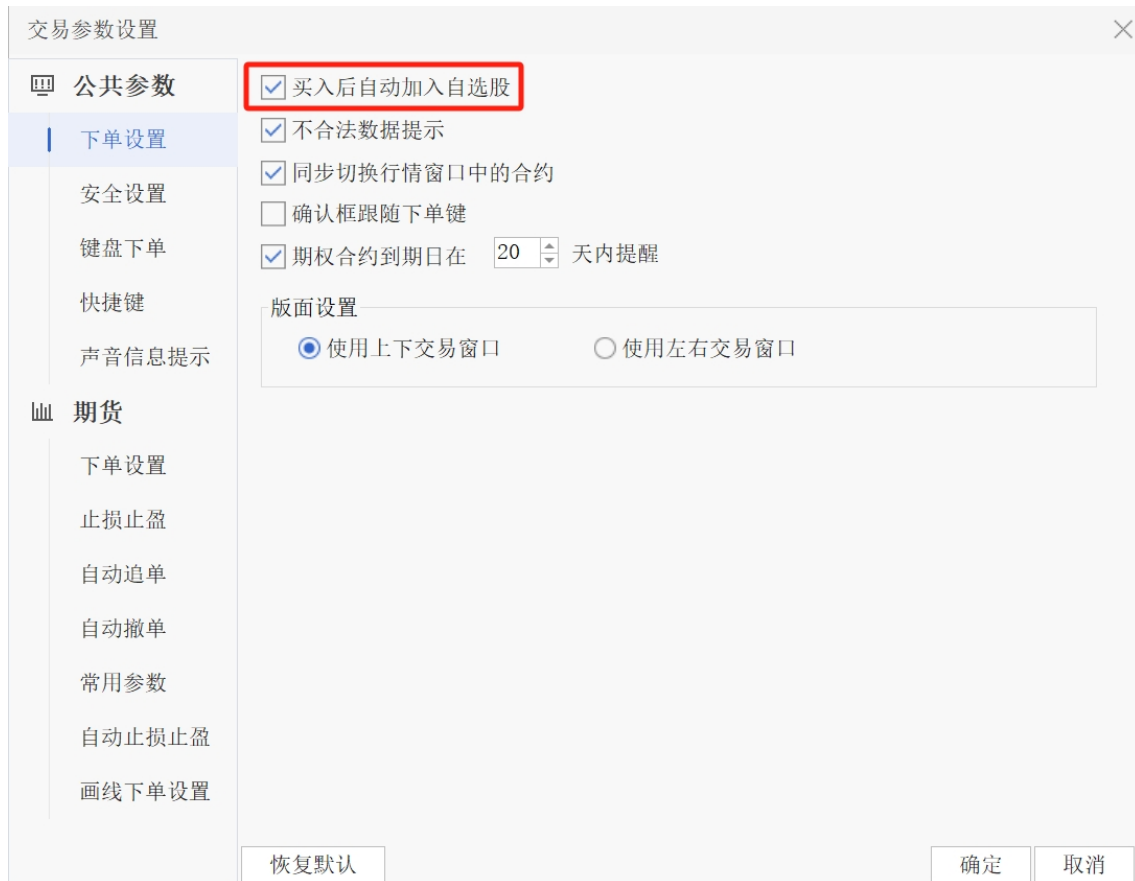 交易参数设置
公共参数
下单设置
安全设置
键盘下单
快捷键
声音信息提示
期货
下单设置
止损止盈
自动追单
自动撤单
常用参数
自动止损止盈
画线下单设置
买入后自动加入自选股
不合法数据提示
同步切换行情窗口中的合约
确认框跟随下单键
期权合约到期日在 20 天内提醒
版面设置
使用上下交易窗口 使用左右交易窗口
恢复默认 确定 取消